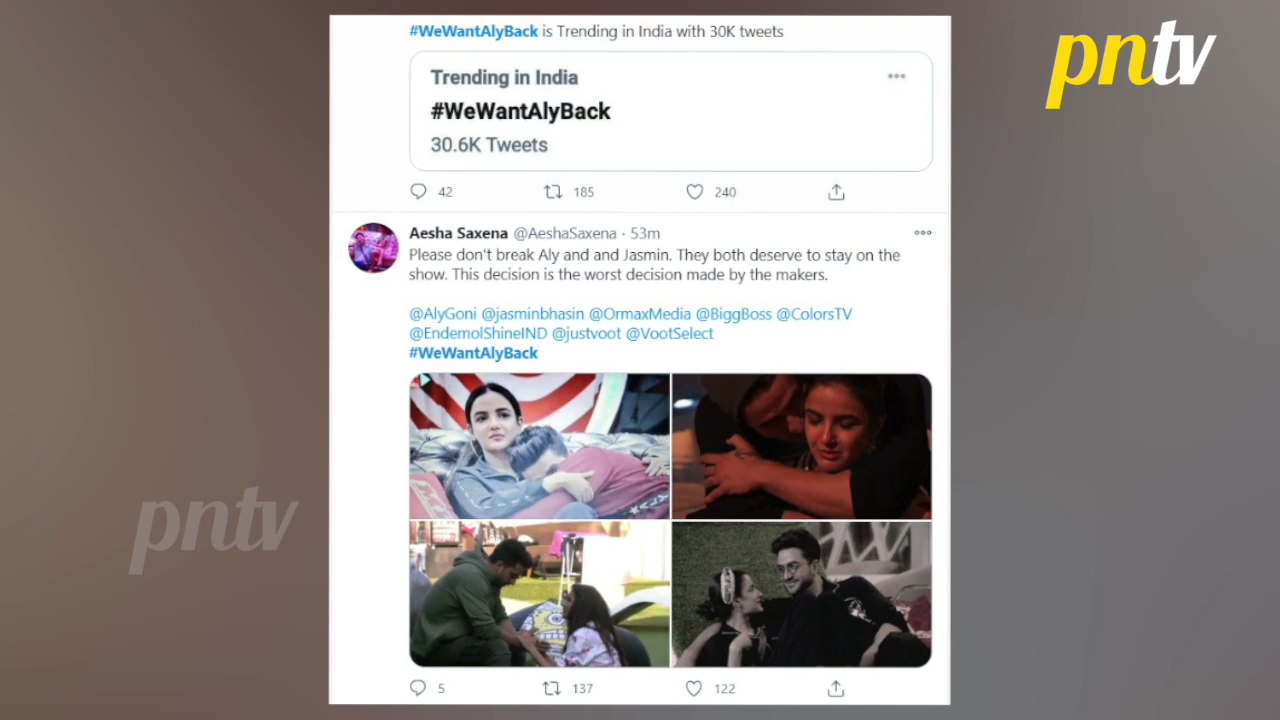 #WeWantAlyBack is Trending in India with 30K tweets
pntv
Trending in India
#WeWantAlyBack
30.6K Tweets
42 185 240
Aesha Saxena @AeshaSaxena · 53m
Please don't break Aly and and Jasmin. They both deserve to stay on the
show. This decision is the worst decision made by the makers.
@AlyGoni @jasminbhasin @OrmaxMedia @BiggBoss @ColorsTV
@EndemolShineIND @justvoot @VootSelect
#WeWantAlyBack
pntv
5 137 122